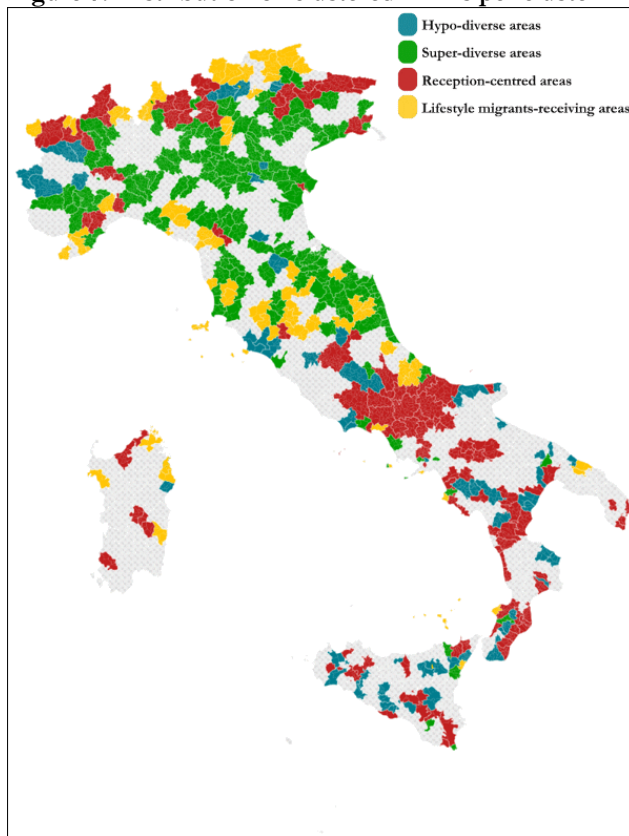 Hypo-diverse areas
Super-diverse areas
Reception-centred areas
Lifestyle migrants-receiving areas